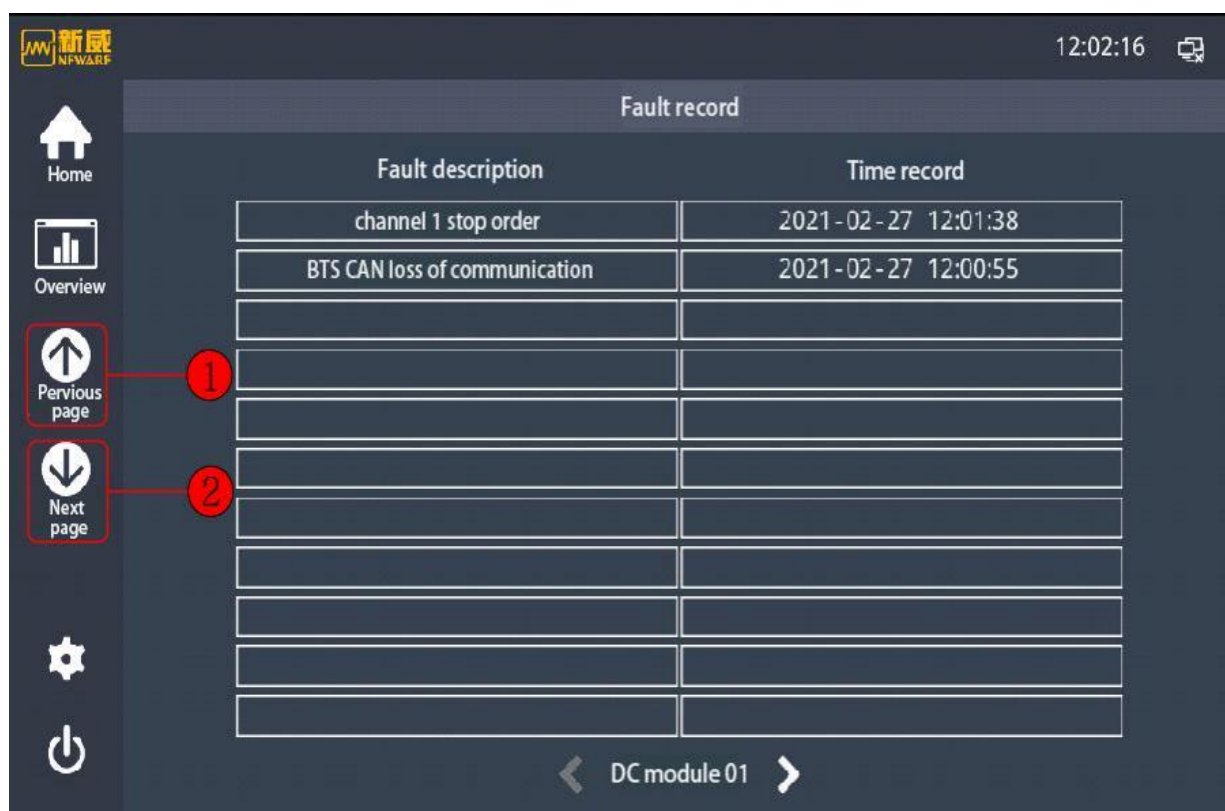 新威
NEWARE
12:02:16
Fault record
Home
Fault description
Time record
channel 1 stop order
2021-02-27 12:01:38
Overview
BTS CAN loss of communication
2021-02-27 12:00:55
Pervious
page
1
Next
page
2
DC module 01